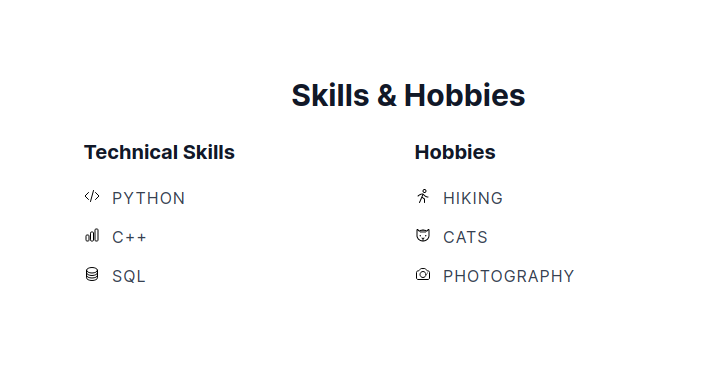 Skills & Hobbies
Technical Skills
PYTHON
C++
SQL
Hobbies
HIKING
CATS
PHOTOGRAPHY